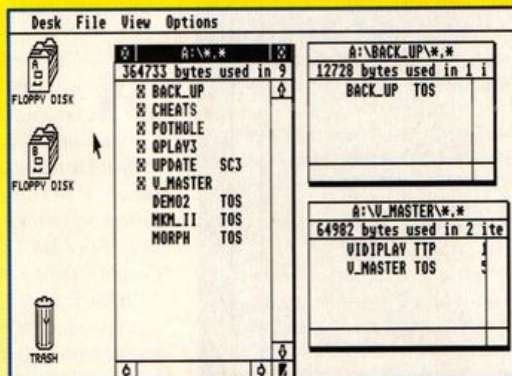 Desk File View Options
A
FLOPPY DISK
B
FLOPPY DISK
TRASH
A:\*.*
364733 bytes used in 9
BACK_UP
CHEATS
POTHOLE
QPLAY3
UPDATE SC3
V_MASTER
DEMO2 TOS
MKM_II TOS
MORPH TOS
A:\BACK_UP\*.*
12728 bytes used in 1 i
BACK_UP TOS
A:\V_MASTER\*.*
64982 bytes used in 2 ite
VIDIPLAY TTP 1
V_MASTER TOS 5